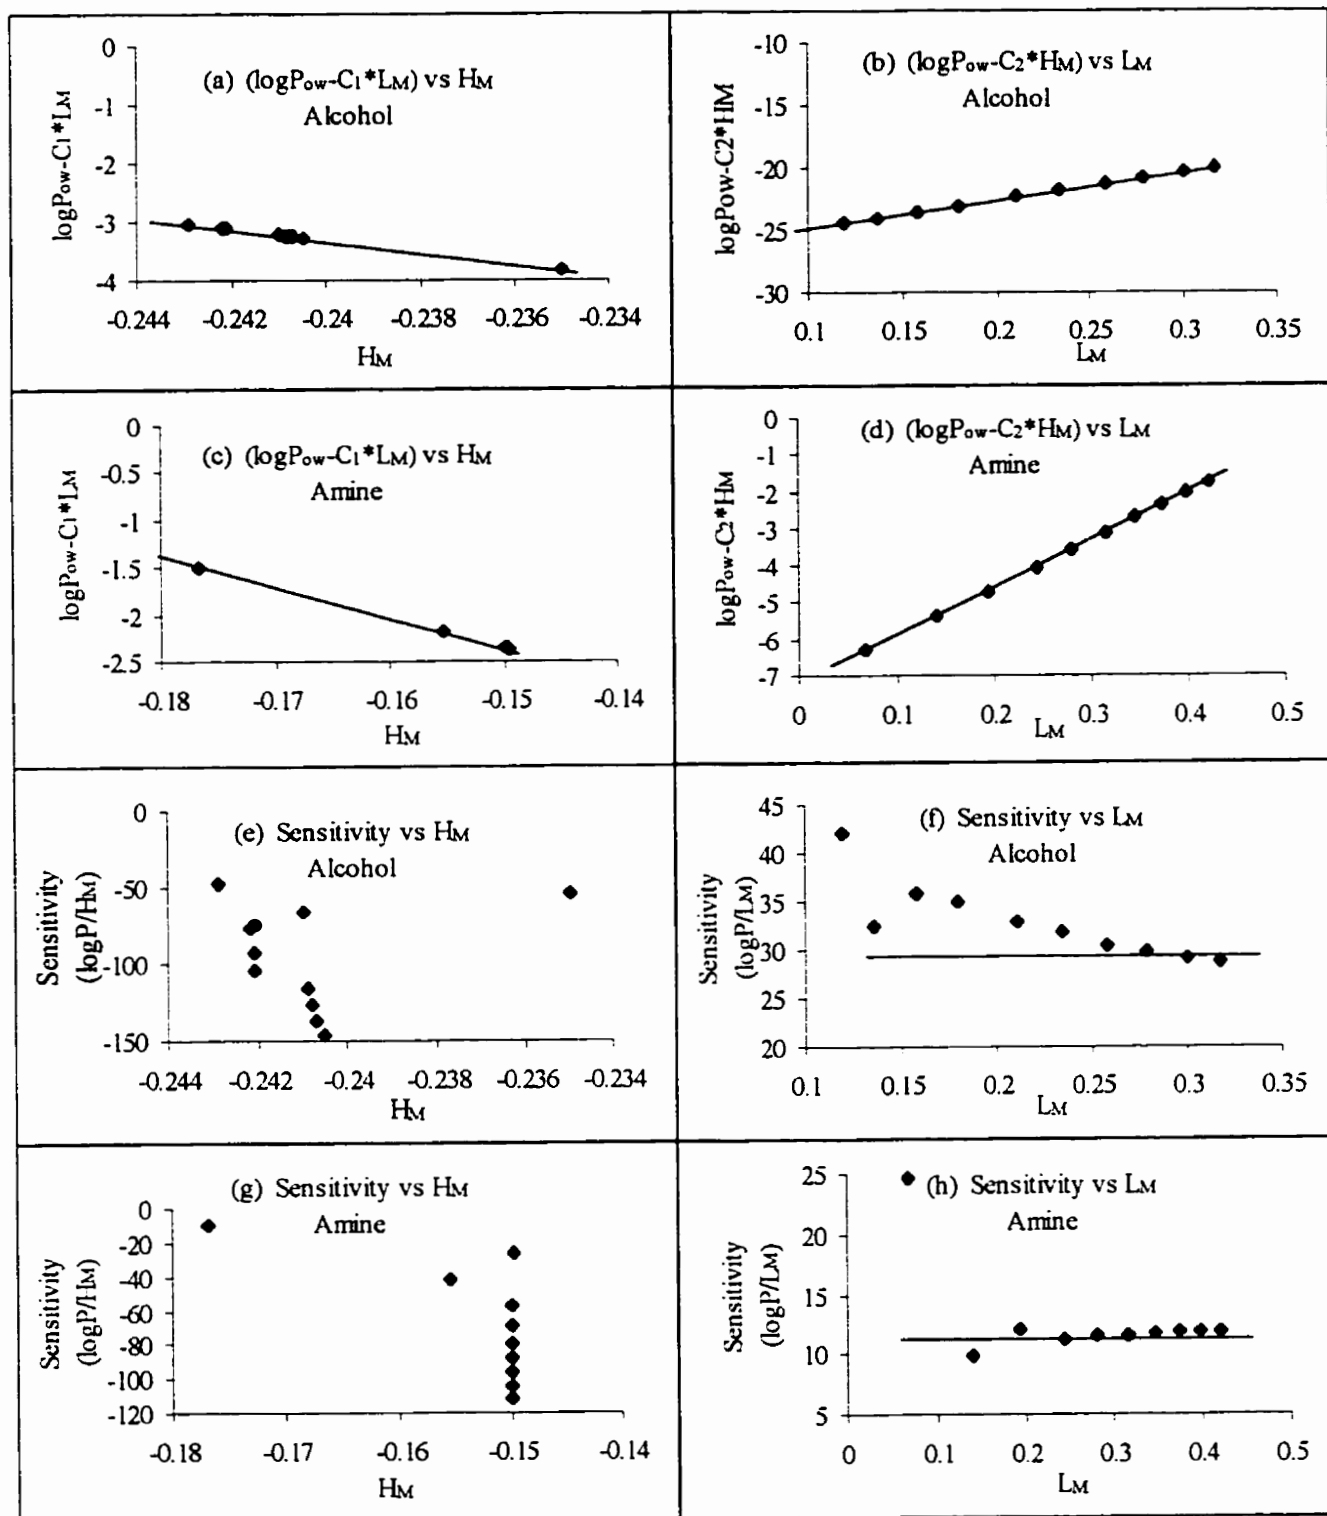 (a) (logPow-C1*LM) vs HM
Alcohol
logPow-C1*LM
0
-1
-2
-3
-4
-0.244 -0.242 -0.24 -0.238 -0.236 -0.234
HM
(b) (logPow-C2*HM) vs LM
Alcohol
logPow-C2*HM
-10
-15
-20
-25
-30
0.1 0.15 0.2 0.25 0.3 0.35
LM
(c) (logPow-C1*LM) vs HM
Amine
logPow-C1*LM
0
-0.5
-1
-1.5
-2
-2.5
-0.18 -0.17 -0.16 -0.15 -0.14
HM
(d) (logPow-C2*HM) vs LM
Amine
logPow-C2*HM
0
-1
-2
-3
-4
-5
-6
-7
0 0.1 0.2 0.3 0.4 0.5
LM
(e) Sensitivity vs HM
Alcohol
Sensitivity
(logP/HM)
0
-50
-100
-150
-0.244 -0.242 -0.24 -0.238 -0.236 -0.234
HM
(f) Sensitivity vs LM
Alcohol
Sensitivity
(logP/LM)
45
40
35
30
25
20
0.1 0.15 0.2 0.25 0.3 0.35
LM
(g) Sensitivity vs HM
Amine
Sensitivity
(logP/HM)
0
-20
-40
-60
-80
-100
-120
-0.18 -0.17 -0.16 -0.15 -0.14
HM
(h) Sensitivity vs LM
Amine
Sensitivity
(logP/LM)
25
20
15
10
5
0 0.1 0.2 0.3 0.4 0.5
LM